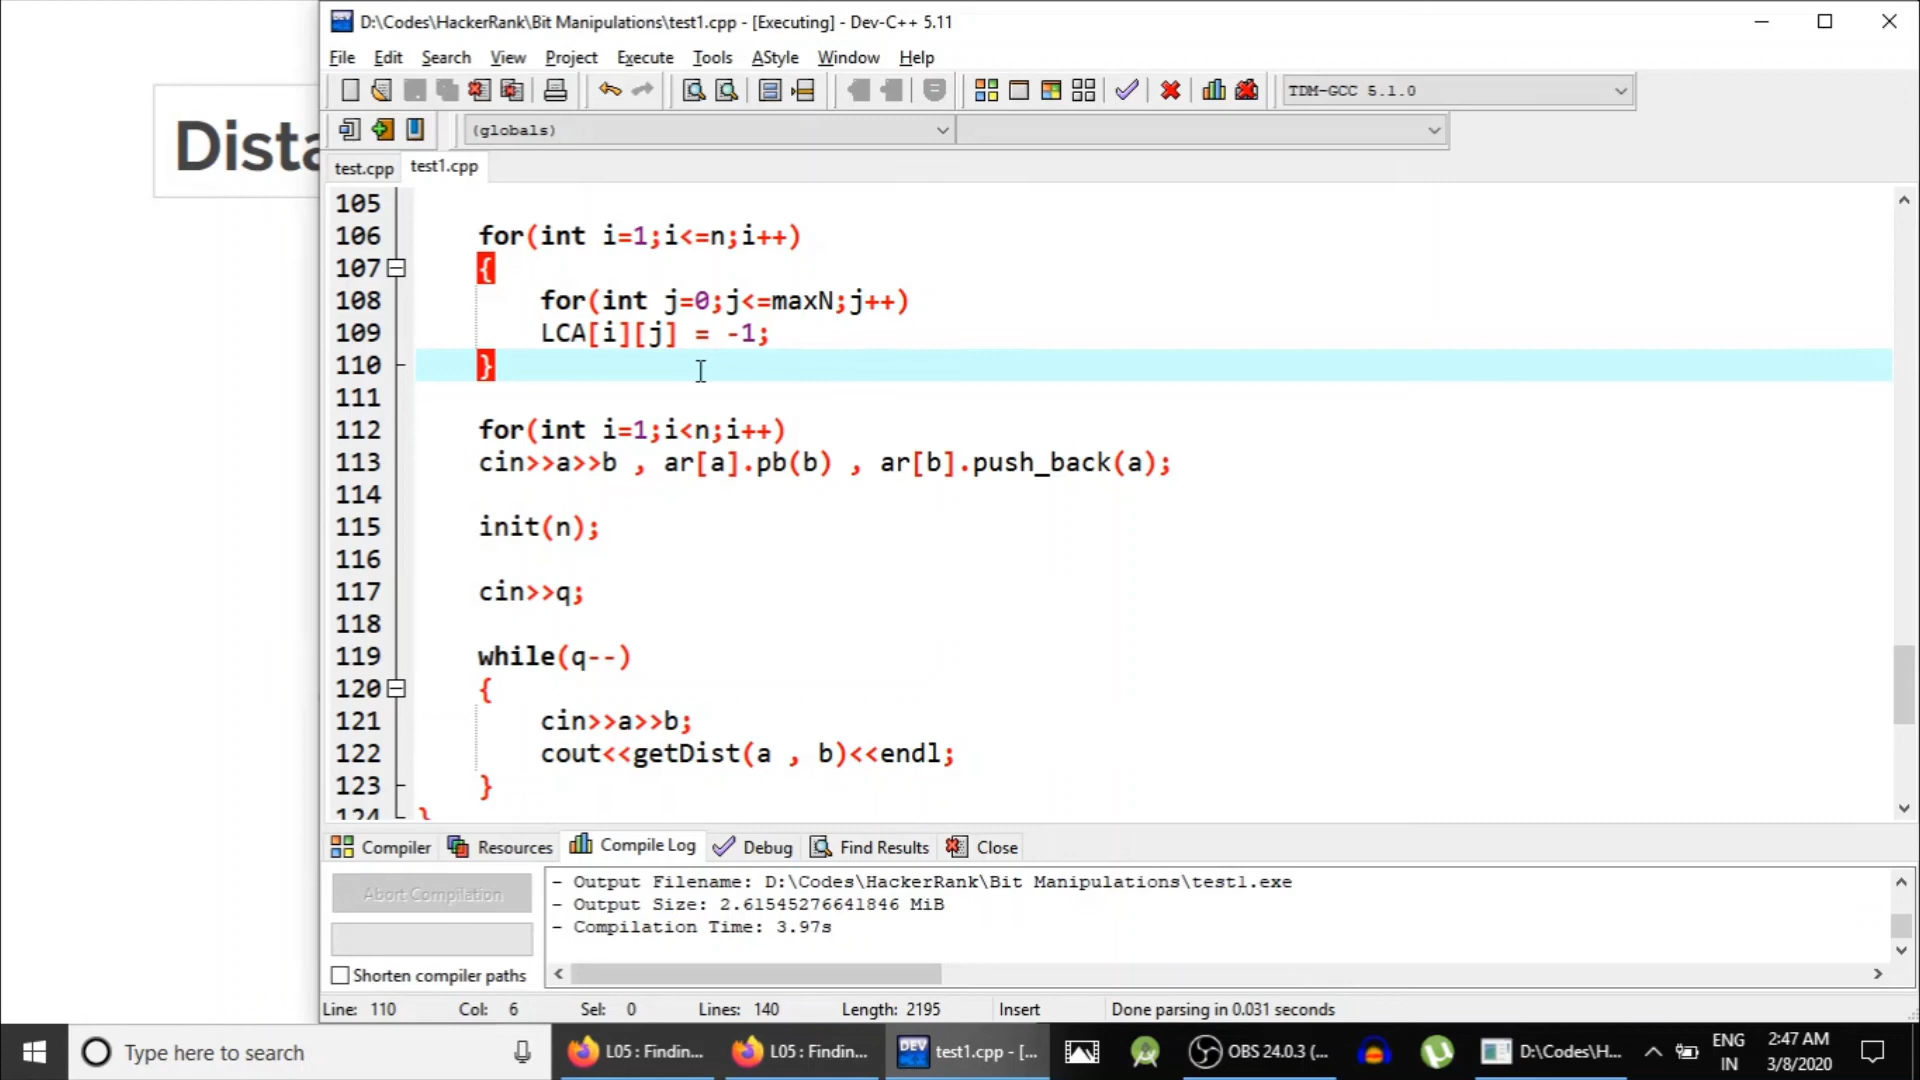 D:\Codes\HackerRank\Bit Manipulations\test1.cpp - [Executing] - Dev-C++ 5.11
File Edit Search View Project Execute Tools AStyle Window Help
TDM-GCC 5.1.0
(globals)
Dista
test.cpp test1.cpp
105
106 for(int i=1;i<=n;i++)
107 {
108 for(int j=0;j<=maxN;j++)
109 LCA[i][j] = -1;
110 }
111
112 for(int i=1;i<n;i++)
113 cin>>a>>b , ar[a].pb(b) , ar[b].push_back(a);
114
115 init(n);
116
117 cin>>q;
118
119 while(q--)
120 {
121 cin>>a>>b;
122 cout<<getDist(a , b)<<endl;
123 }
124 }
Compiler Resources Compile Log Debug Find Results Close
Abort Compilation
Shorten compiler paths
- Output Filename: D:\Codes\HackerRank\Bit Manipulations\test1.exe
- Output Size: 2.61545276641846 MiB
- Compilation Time: 3.97s
Line: 110 Col: 6 Sel: 0 Lines: 140 Length: 2195 Insert Done parsing in 0.031 seconds
Type here to search
L05 : Findin... L05 : Findin... DEV test1.cpp - [... OBS 24.0.3 (... D:\Codes\H...
ENG
IN
2:47 AM
3/8/2020